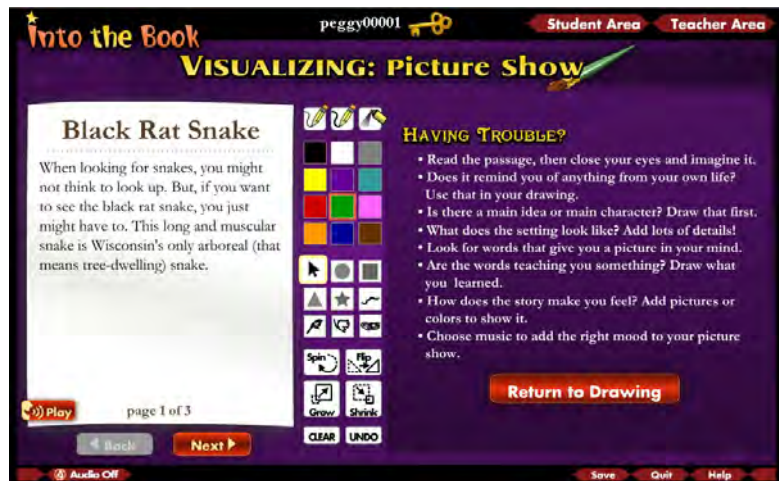 Into the Book
peggy00001
Student Area
Teacher Area
VISUALIZING: Picture Show
Black Rat Snake
When looking for snakes, you might
not think to look up. But, if you want
to see the black rat snake, you just
might have to. This long and muscular
snake is Wisconsin's only arboreal (that
means tree-dwelling) snake.
Play
page 1 of 3
Back
Next
Spin
Flip
Grow
Shrink
CLEAR
UNDO
HAVING TROUBLE?
• Read the passage, then close your eyes and imagine it.
• Does it remind you of anything from your own life?
Use that in your drawing.
• Is there a main idea or main character? Draw that first.
• What does the setting look like? Add lots of details!
• Look for words that give you a picture in your mind.
• Are the words teaching you something? Draw what
you learned.
• How does the story make you feel? Add pictures or
colors to show it.
• Choose music to add the right mood to your picture
show.
Return to Drawing
Audio Off
Save
Quit
Help